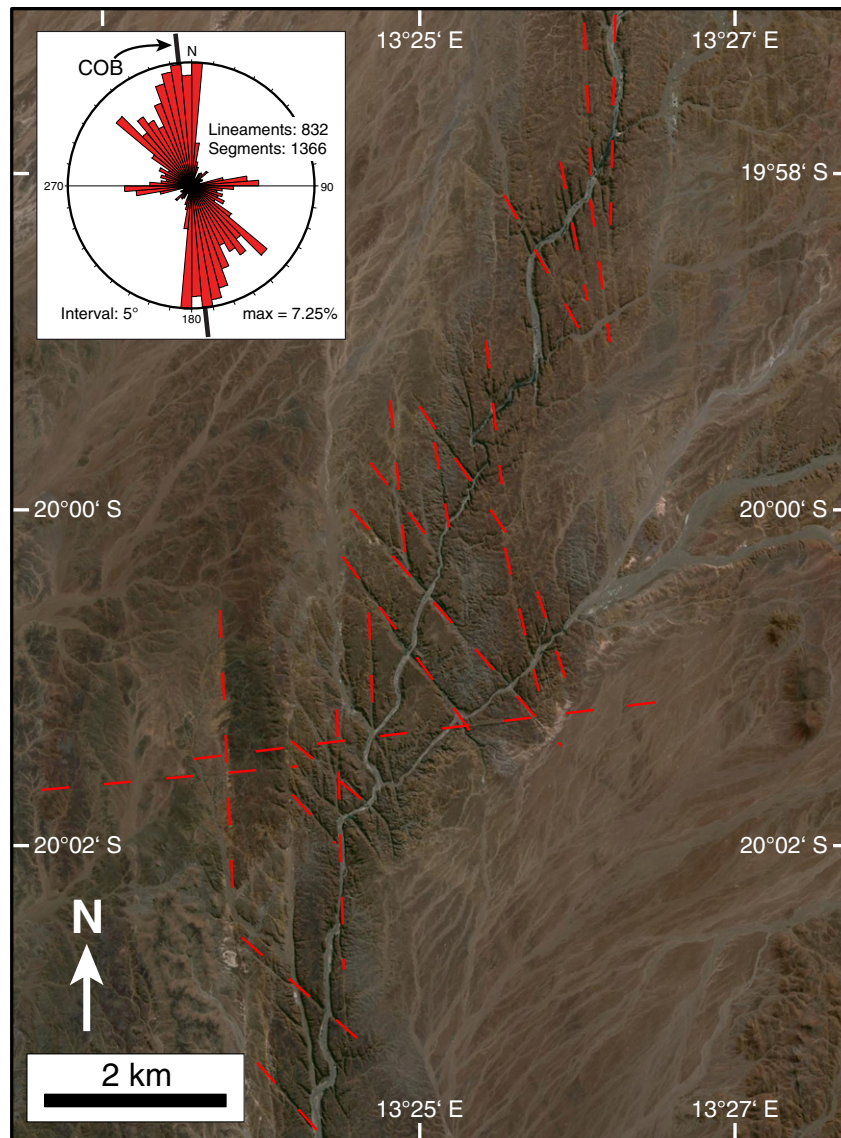 13°25‘ E
13°27‘ E
COB
N
Lineaments: 832
Segments: 1366
270
90
Interval: 5°
180
max = 7.25%
19°58‘ S
20°00‘ S
20°00‘ S
20°02‘ S
20°02‘ S
N
2 km
13°25‘ E
13°27‘ E